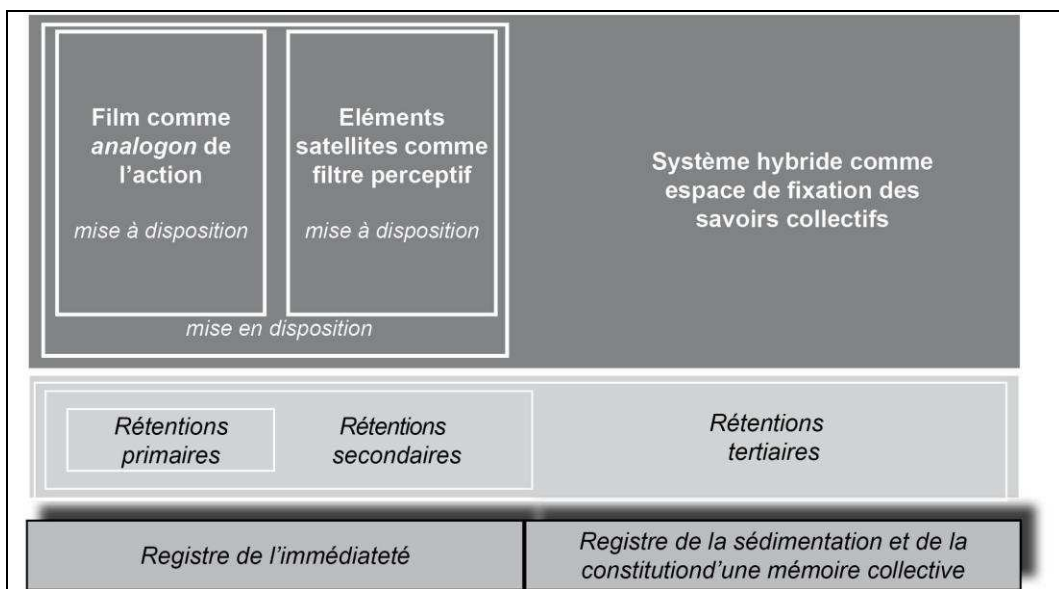 Film comme
analogon de
l'action
mise à disposition
Eléments
satellites comme
filtre perceptif
mise à disposition
mise en disposition
Système hybride comme
espace de fixation des
savoirs collectifs
Rétentions
primaires
Rétentions
secondaires
Rétentions
tertiaires
Registre de l'immédiateté
Registre de la sédimentation et de la
constitutiond'une mémoire collective